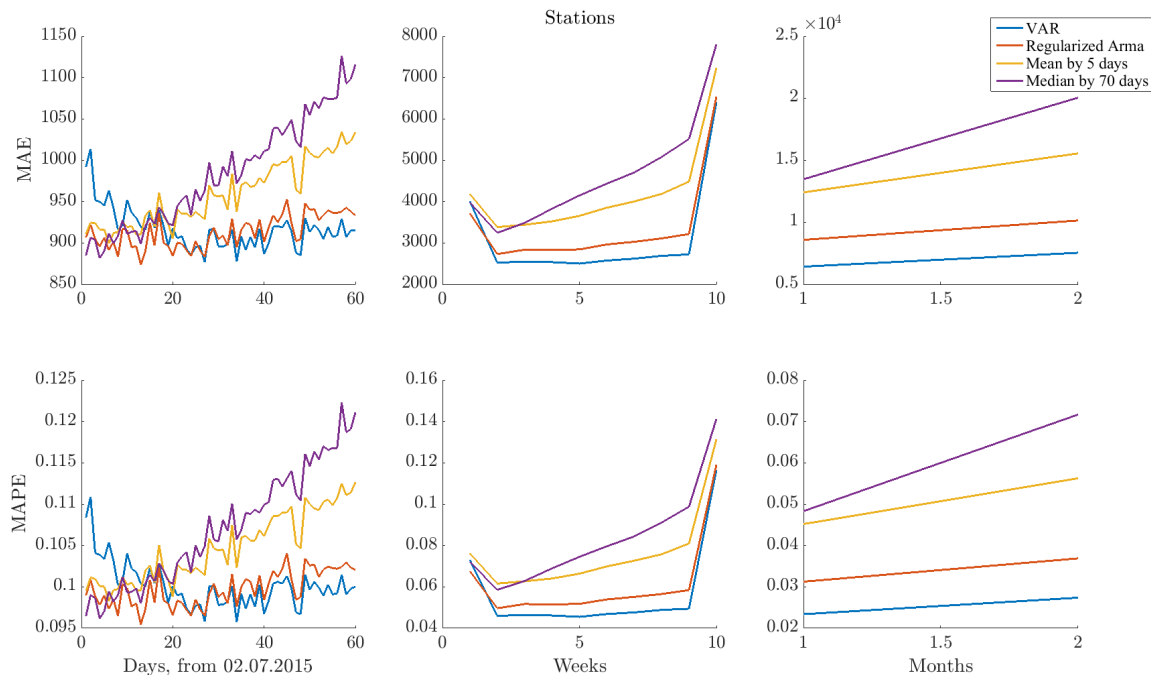 Stations
×10^4
VAR
Regularized Arma
Mean by 5 days
Median by 70 days
MAE
1150
1100
1050
1000
950
900
850
0 20 40 60
8000
7000
6000
5000
4000
3000
2000
0 5 10
2.5
2
1.5
1
0.5
1 1.5 2
MAPE
0.125
0.12
0.115
0.11
0.105
0.1
0.095
0 20 40 60
Days, from 02.07.2015
0.16
0.14
0.12
0.1
0.08
0.06
0.04
0 5 10
Weeks
0.08
0.07
0.06
0.05
0.04
0.03
0.02
1 1.5 2
Months